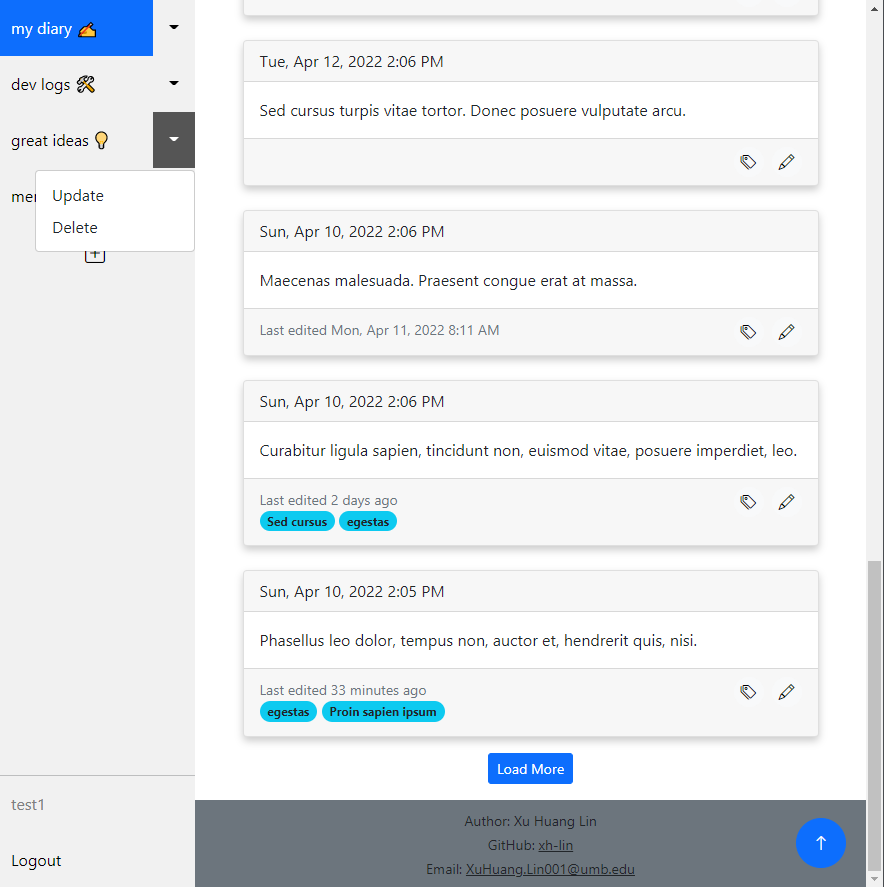 my diary ✍
dev logs 🛠
great ideas 💡
Update
Delete
test1
Logout
Tue, Apr 12, 2022 2:06 PM
Sed cursus turpis vitae tortor. Donec posuere vulputate arcu.
Sun, Apr 10, 2022 2:06 PM
Maecenas malesuada. Praesent congue erat at massa.
Last edited Mon, Apr 11, 2022 8:11 AM
Sun, Apr 10, 2022 2:06 PM
Curabitur ligula sapien, tincidunt non, euismod vitae, posuere imperdiet, leo.
Last edited 2 days ago
Sed cursus egestas
Sun, Apr 10, 2022 2:05 PM
Phasellus leo dolor, tempus non, auctor et, hendrerit quis, nisi.
Last edited 33 minutes ago
egestas Proin sapien ipsum
Load More
Author: Xu Huang Lin
GitHub: xh-lin
Email: XuHuang.Lin001@umb.edu